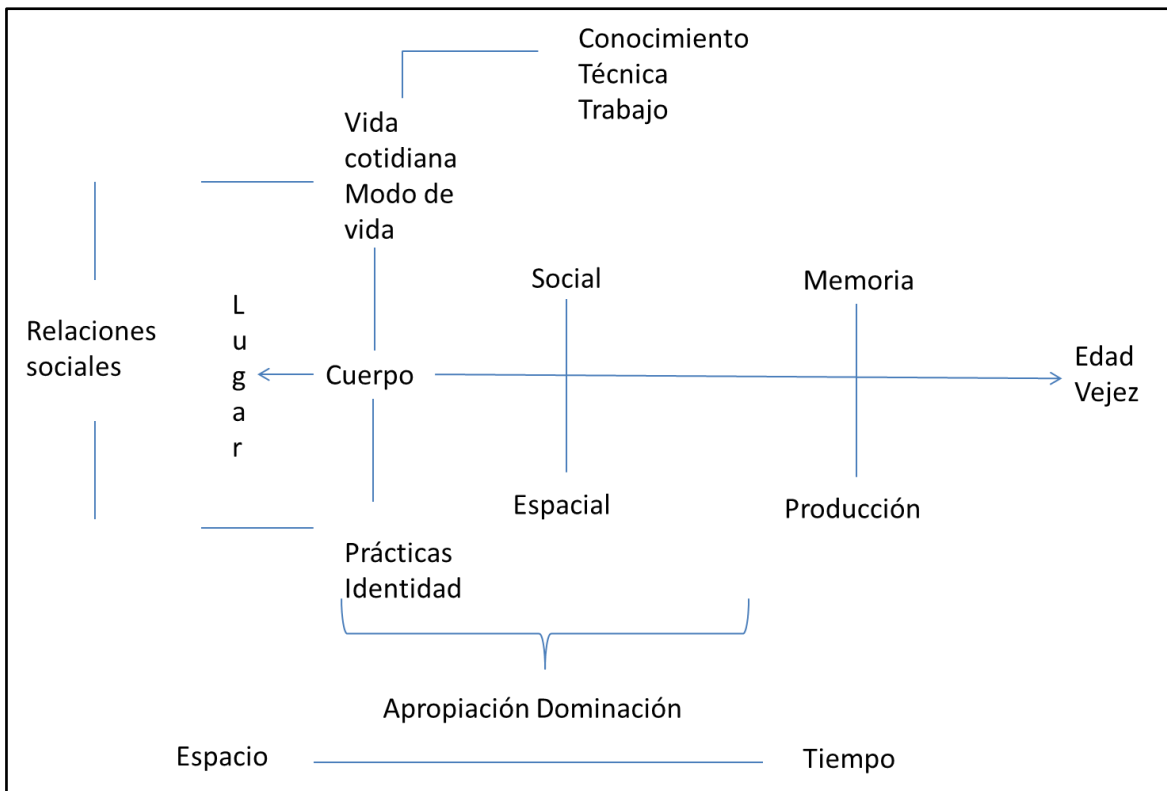 Conocimiento
Técnica
Trabajo
Vida
cotidiana
Modo de
vida
Social
Memoria
Relaciones
sociales
L
u
g
a
r
Cuerpo
Edad
Vejez
Espacial
Producción
Prácticas
Identidad
Apropiación Dominación
Espacio
Tiempo